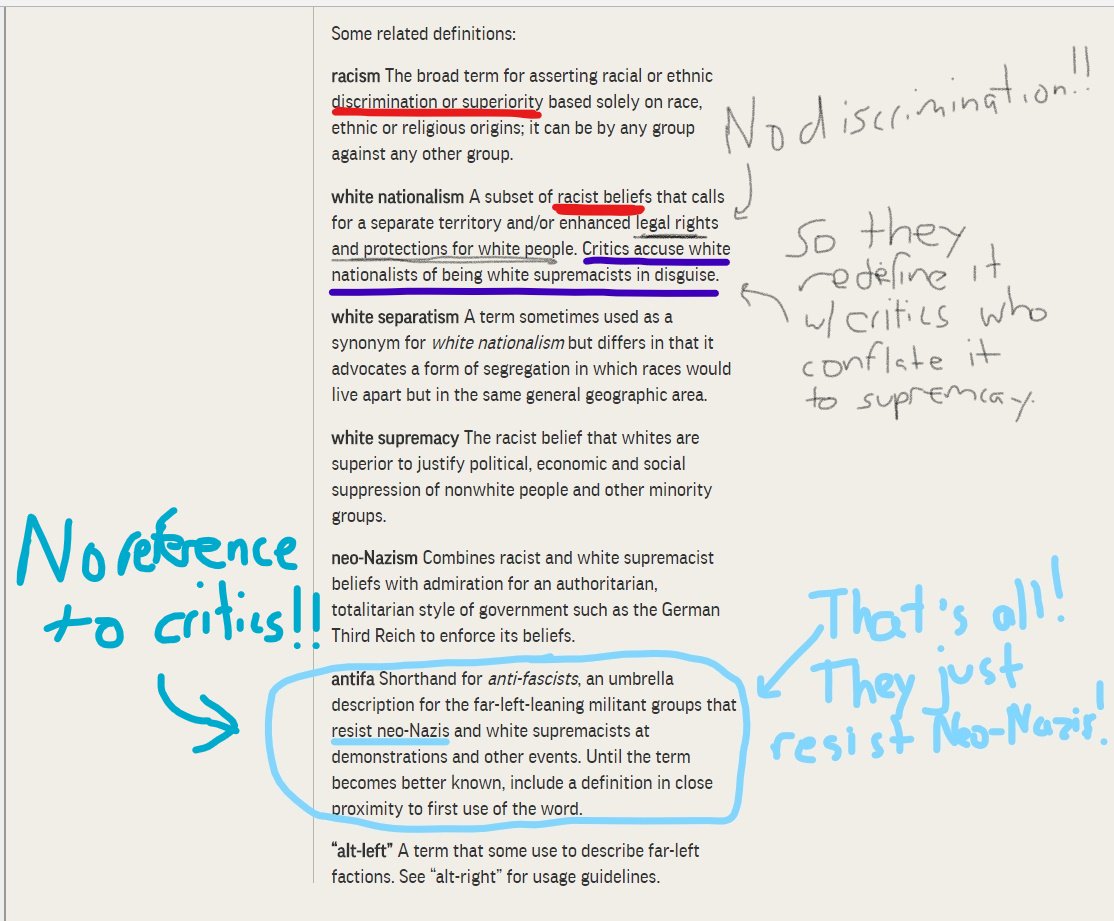 Some related definitions:
racism The broad term for asserting racial or ethnic
discrimination or superiority based solely on race,
ethnic or religious origins; it can be by any group
against any other group.
No discrimination!!
white nationalism A subset of racist beliefs that calls
for a separate territory and/or enhanced legal rights
and protections for white people. Critics accuse white
nationalists of being white supremacists in disguise.
So they
redefine it
w/ critics who
conflate it
to supremcay.
white separatism A term sometimes used as a
synonym for white nationalism but differs in that it
advocates a form of segregation in which races would
live apart but in the same general geographic area.
white supremacy The racist belief that whites are
superior to justify political, economic and social
suppression of nonwhite people and other minority
groups.
neo-Nazism Combines racist and white supremacist
beliefs with admiration for an authoritarian,
totalitarian style of government such as the German
Third Reich to enforce its beliefs.
No reference
to critics!!
antifa Shorthand for anti-fascists, an umbrella
description for the far-left-leaning militant groups that
resist neo-Nazis and white supremacists at
demonstrations and other events. Until the term
becomes better known, include a definition in close
proximity to first use of the word.
That's all!
They just
resist Neo-Nazis!
“alt-left” A term that some use to describe far-left
factions. See “alt-right” for usage guidelines.